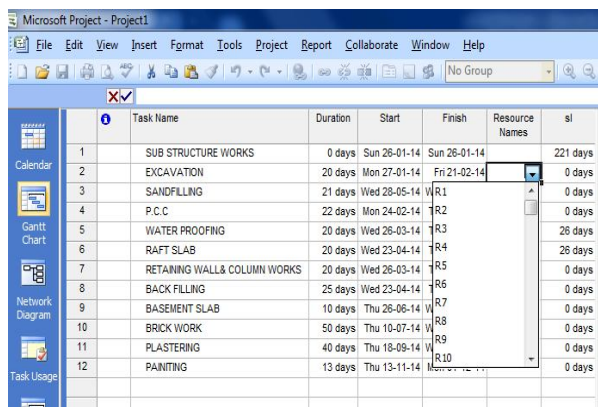 Microsoft Project - Project1
File Edit View Insert Format Tools Project Report Collaborate Window Help
No Group
Task Name Duration Start Finish Resource Names sl
1 SUB STRUCTURE WORKS 0 days Sun 26-01-14 Sun 26-01-14 221 days
2 EXCAVATION 20 days Mon 27-01-14 Fri 21-02-14 0 days
3 SANDFILLING 21 days Wed 28-05-14 W R1 0 days
4 P.C.C 22 days Mon 24-02-14 T R2 0 days
5 WATER PROOFING 20 days Wed 26-03-14 T R3 26 days
6 RAFT SLAB 20 days Wed 23-04-14 T R4 26 days
7 RETAINING WALL& COLUMN WORKS 20 days Wed 26-03-14 T R5 0 days
8 BACK FILLING 25 days Wed 23-04-14 T R6 0 days
9 BASEMENT SLAB 10 days Thu 26-06-14 W R7 0 days
10 BRICK WORK 50 days Thu 10-07-14 W R8 0 days
11 PLASTERING 40 days Thu 18-09-14 W R9 0 days
12 PAINTING 13 days Thu 13-11-14 R10 0 days
Calendar
Gantt Chart
Network Diagram
Task Usage